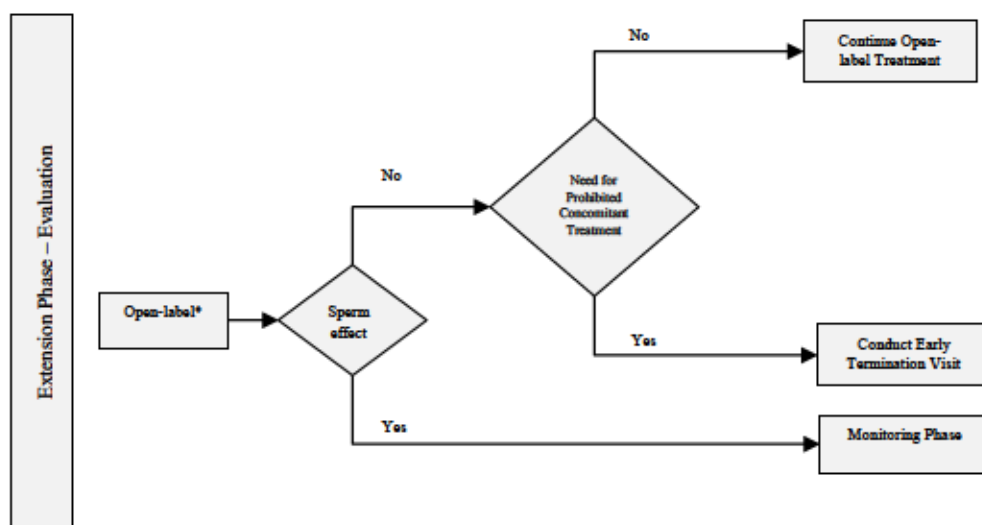 Extension Phase – Evaluation
No
Continue Open-
label Treatment
No
Need for
Prohibited
Concomitant
Treatment
Open-label*
Sperm
effect
Yes
Conduct Early
Termination Visit
Yes
Monitoring Phase